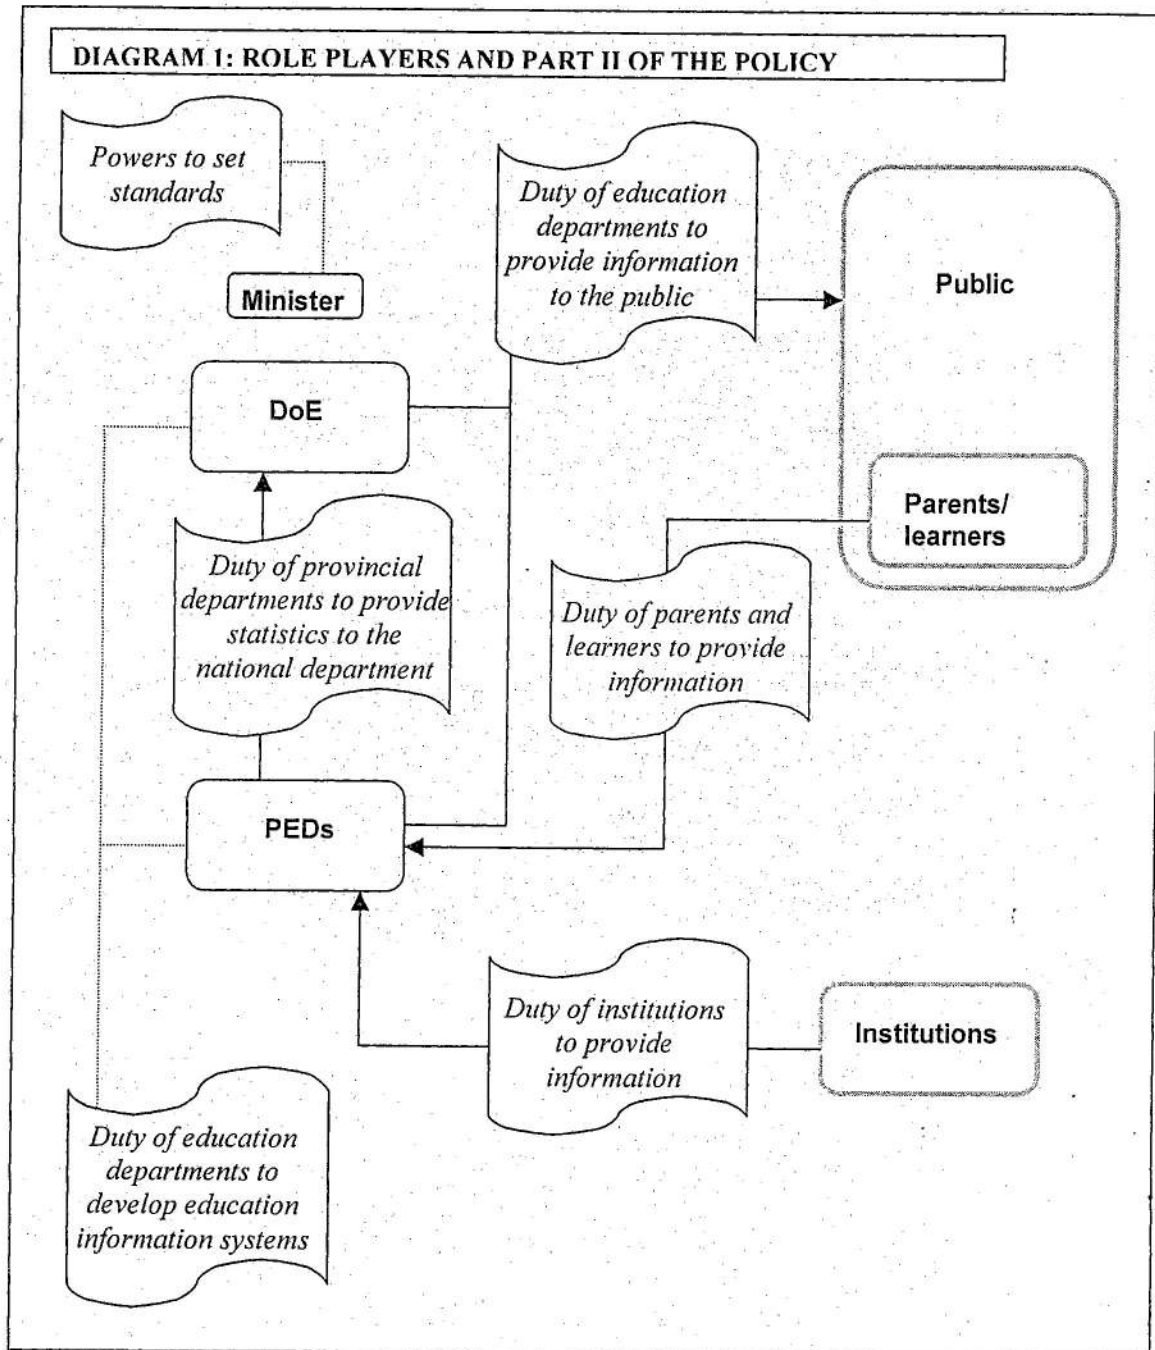 DIAGRAM 1: ROLE PLAYERS AND PART II OF THE POLICY
Powers to set
standards
Minister
Duty of education
departments to
provide information
to the public
Public
DoE
Parents/
learners
Duty of provincial
departments to provide
statistics to the
national department
Duty of parents and
learners to provide
information
PEDs
Duty of institutions
to provide
information
Institutions
Duty of education
departments to
develop education
information systems